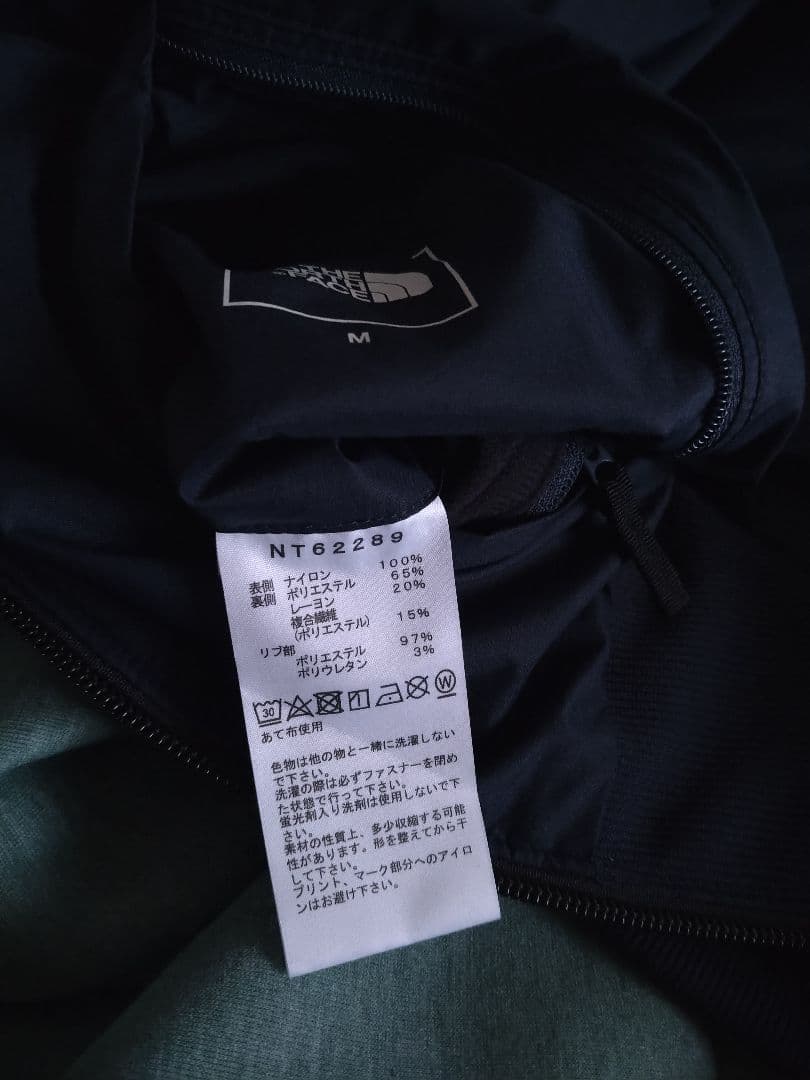 THE
FACE
M
NT62289
表側 ナイロン 100%
裏側 ポリエステル 65%
レーヨン 20%
複合繊維
(ポリエステル) 15%
リブ部
ポリエステル 97%
ポリウレタン 3%
30 W
あて布使用
色物は他の物と一緒に洗濯しない
で下さい。
洗濯の際は必ずファスナーを閉め
た状態で行って下さい。
蛍光剤入り洗剤は使用しないで下
さい。
素材の性質上、多少収縮する可能
性があります。形を整えてから干
して下さい。
プリント、マーク部分へのアイロ
ンはお避け下さい。